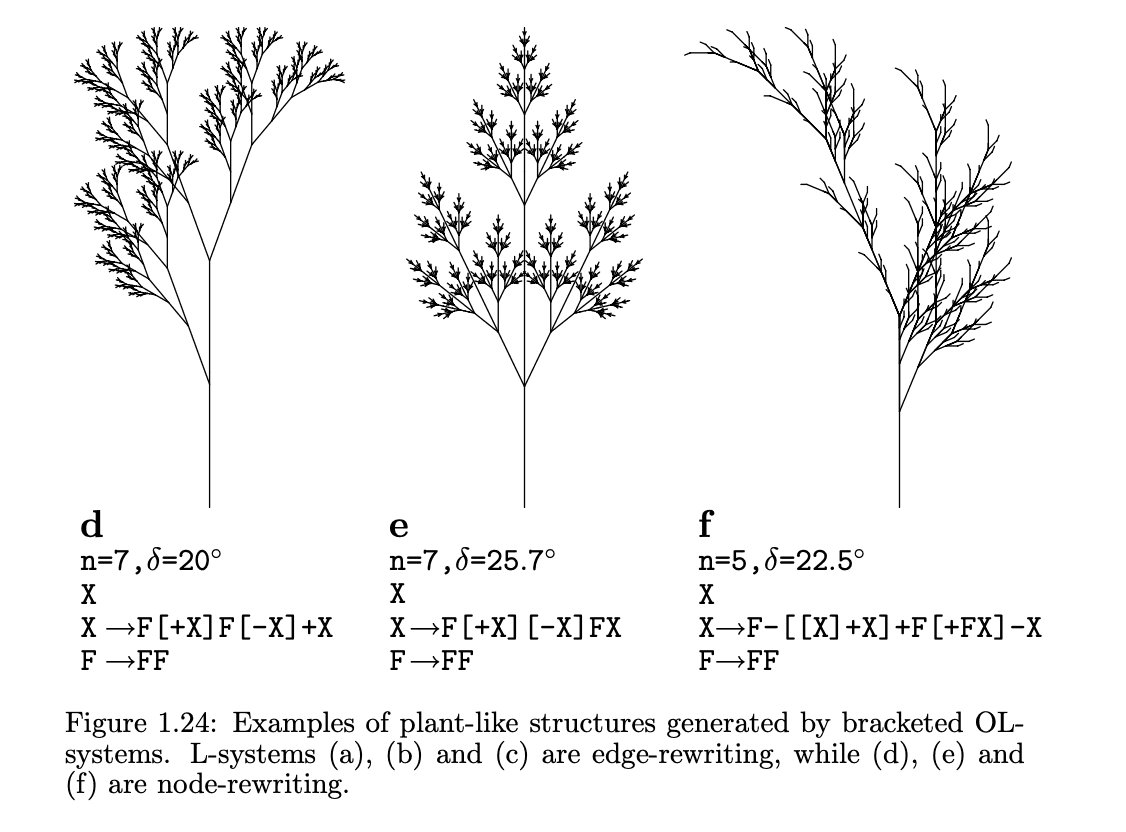 d
n=7,δ=20°
X
X→F[+X]F[-X]+X
F→FF
e
n=7,δ=25.7°
X
X→F[+X][-X]FX
F→FF
f
n=5,δ=22.5°
X
X→F-[[X]+X]+F[+FX]-X
F→FF
Figure 1.24: Examples of plant-like structures generated by bracketed OL-
systems. L-systems (a), (b) and (c) are edge-rewriting, while (d), (e) and
(f) are node-rewriting.